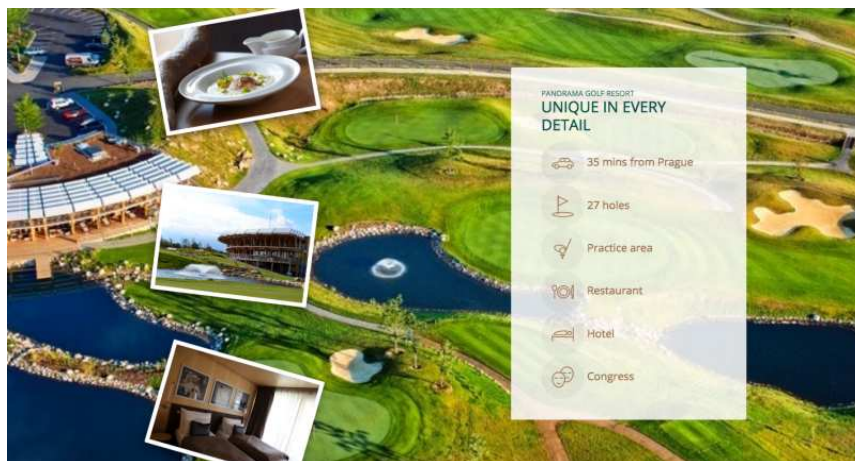 PANORAMA GOLF RESORT
UNIQUE IN EVERY
DETAIL
35 mins from Prague
27 holes
Practice area
Restaurant
Hotel
Congress